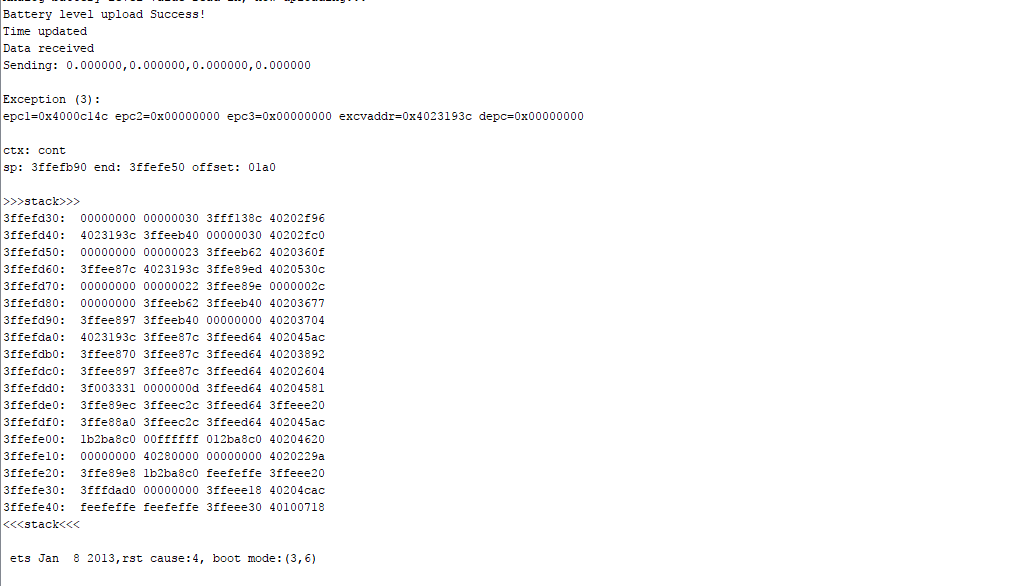 Battery level upload Success!
Time updated
Data received
Sending: 0.000000,0.000000,0.000000,0.000000
Exception (3):
epc1=0x4000c14c epc2=0x00000000 epc3=0x00000000 excvaddr=0x4023193c depc=0x00000000
ctx: cont
sp: 3ffefb90 end: 3ffefe50 offset: 01a0
>>>stack>>>
3ffefd30:  00000000 00000030 3fff138c 40202f96
3ffefd40:  4023193c 3ffeeb40 00000030 40202fc0
3ffefd50:  00000000 00000023 3ffeeb62 4020360f
3ffefd60:  3ffee87c 4023193c 3ffe89ed 4020530c
3ffefd70:  00000000 00000022 3ffee89e 0000002c
3ffefd80:  00000000 3ffeeb62 3ffeeb40 40203677
3ffefd90:  3ffee897 3ffeeb40 00000000 40203704
3ffefda0:  4023193c 3ffee87c 3ffeed64 402045ac
3ffefdb0:  3ffee870 3ffee87c 3ffeed64 40203892
3ffefdc0:  3ffee897 3ffee87c 3ffeed64 40202604
3ffefdd0:  3f003331 0000000d 3ffeed64 40204581
3ffefde0:  3ffe89ec 3ffeec2c 3ffeed64 3ffeee20
3ffefdf0:  3ffe88a0 3ffeec2c 3ffeed64 402045ac
3ffefe00:  1b2ba8c0 00ffffff 012ba8c0 40204620
3ffefe10:  00000000 40280000 00000000 4020229a
3ffefe20:  3ffe89e8 1b2ba8c0 feefeffe 3ffeee20
3ffefe30:  3fffdad0 00000000 3ffeee18 40204cac
3ffefe40:  feefeffe feefeffe 3ffeee30 40100718
<<<stack<<<
ets Jan  8 2013,rst cause:4, boot mode:(3,6)